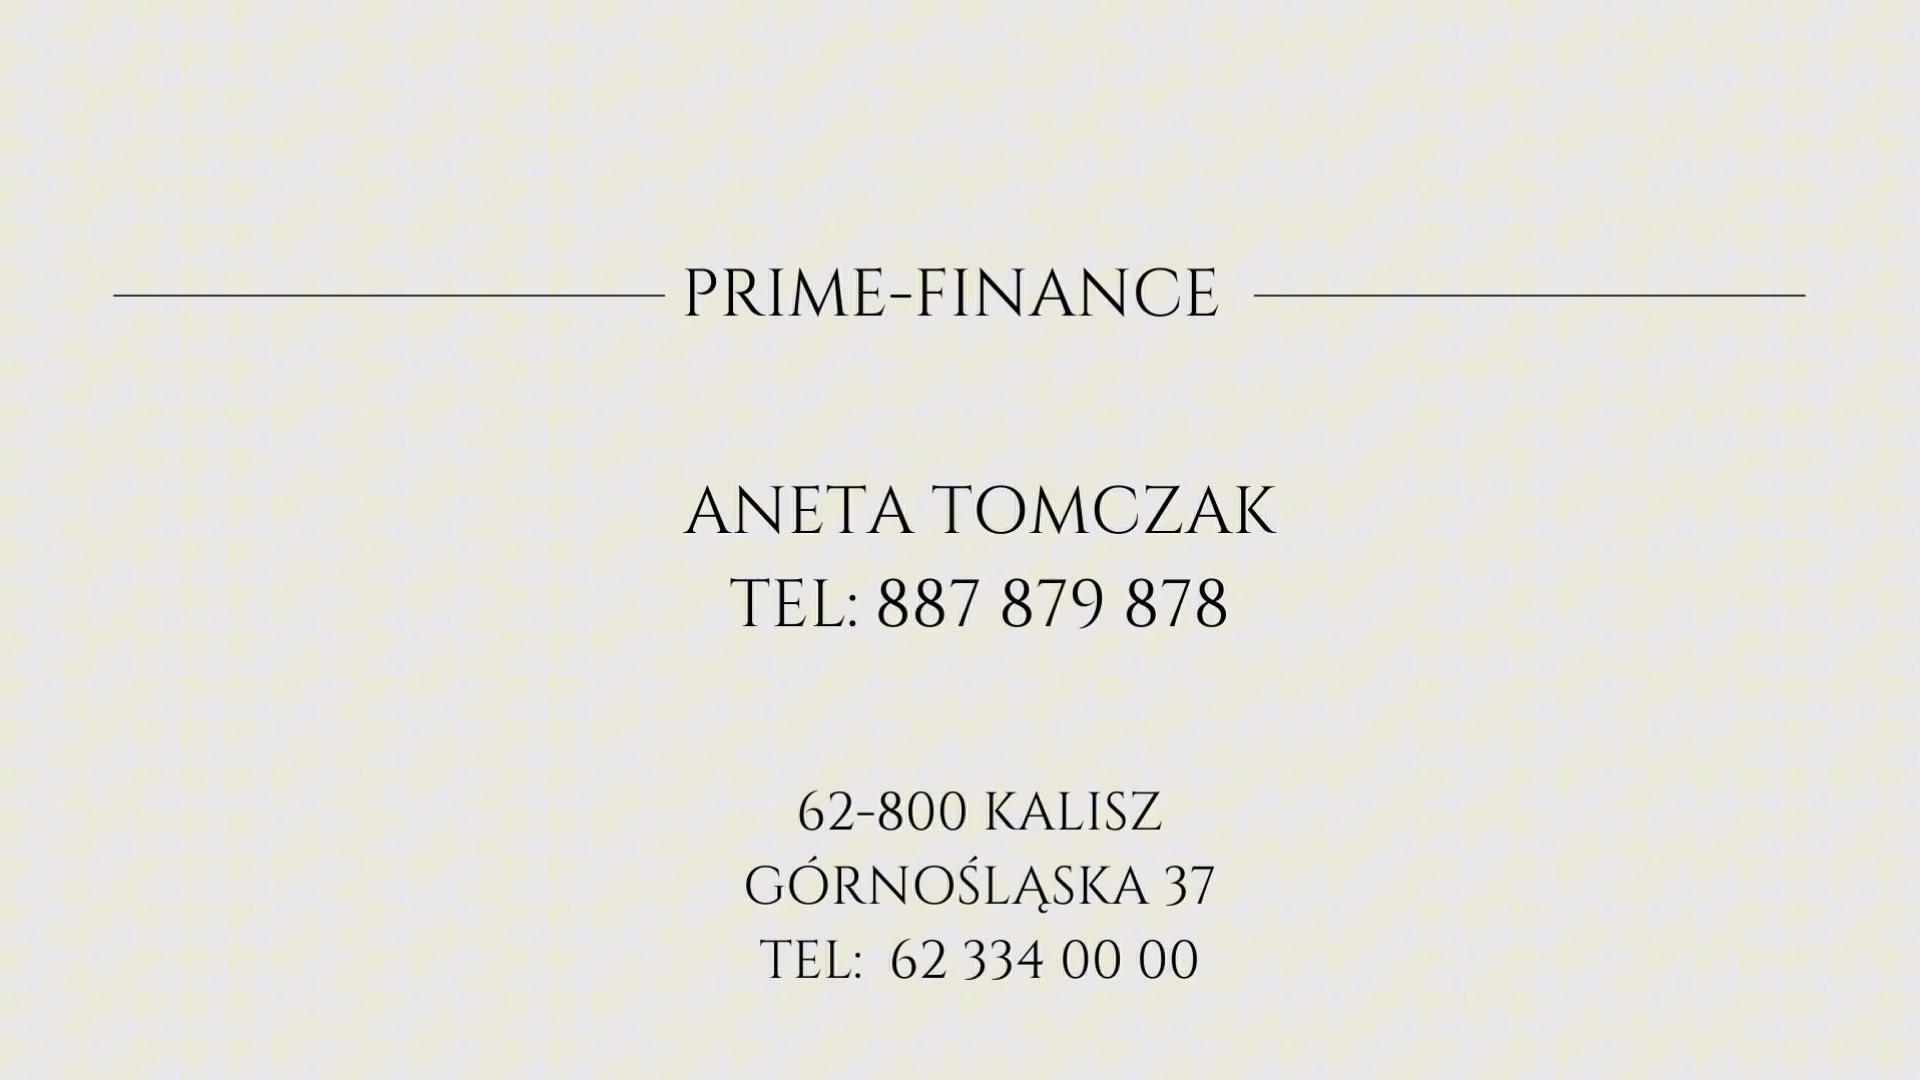 PRIME-FINANCE
ANETA TOMCZAK
TEL: 887 879 878
62-800 KALISZ
GÓRNOŚLĄSKA 37
TEL: 62 334 00 00